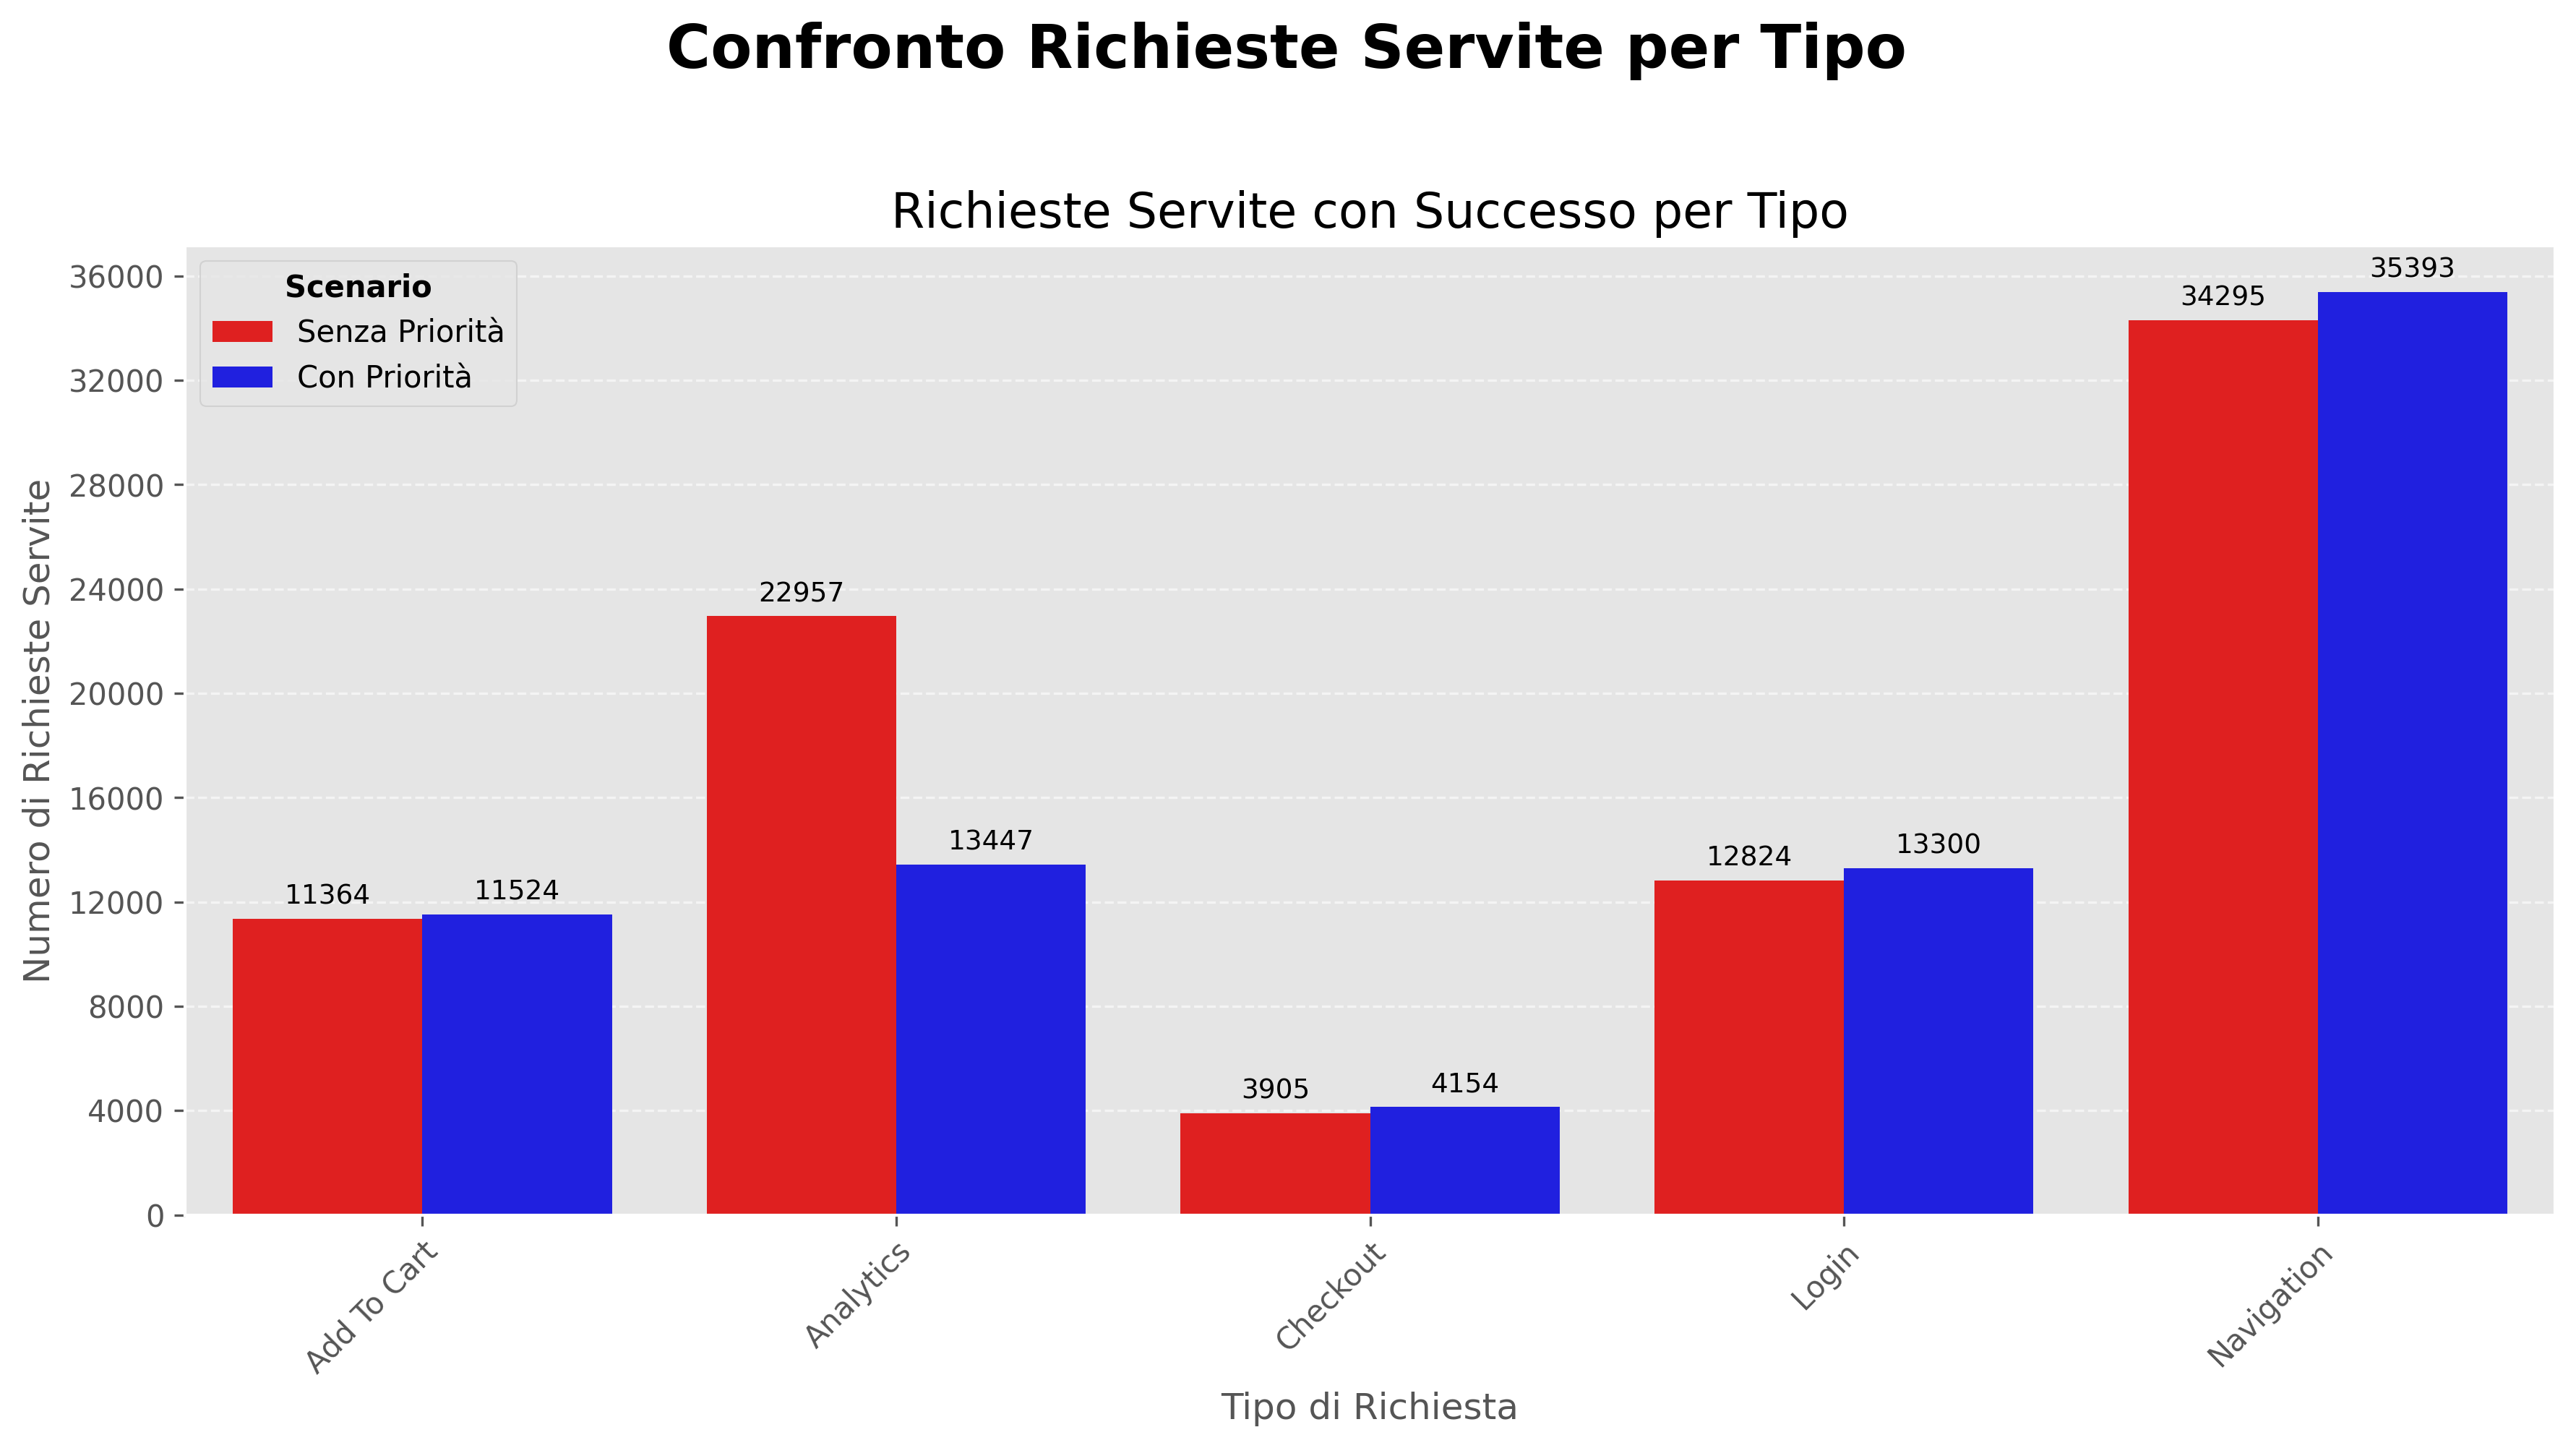 Confronto Richieste Servite per Tipo
Richieste Servite con Successo per Tipo
Numero di Richieste Servite
36000
32000
28000
24000
20000
16000
12000
8000
4000
0
Scenario
Senza Priorità
Con Priorità
11364
11524
22957
13447
3905
4154
12824
13300
34295
35393
Add To Cart
Analytics
Checkout
Login
Navigation
Tipo di Richiesta